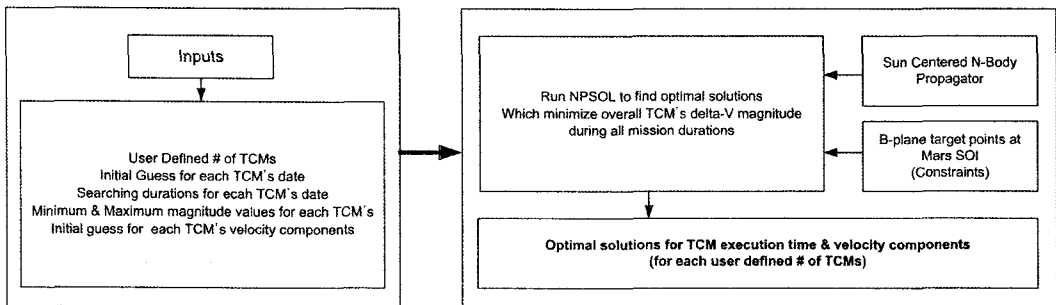 Inputs
User Defined # of TCMs
Initial Guess for each TCM´s date
Searching durations for ecah TCM´s date
Minimum & Maximum magnitude values for each TCM´s
Initial guess for each TCM´s velocity components
Run NPSOL to find optimal solutions
Which minimize overall TCM´s delta-V magnitude
during all mission durations
Sun Centered N-Body
Propagator
B-plane target points at
Mars SOI
(Constraints)
Optimal solutions for TCM execution time & velocity components
(for each user defined # of TCMs)